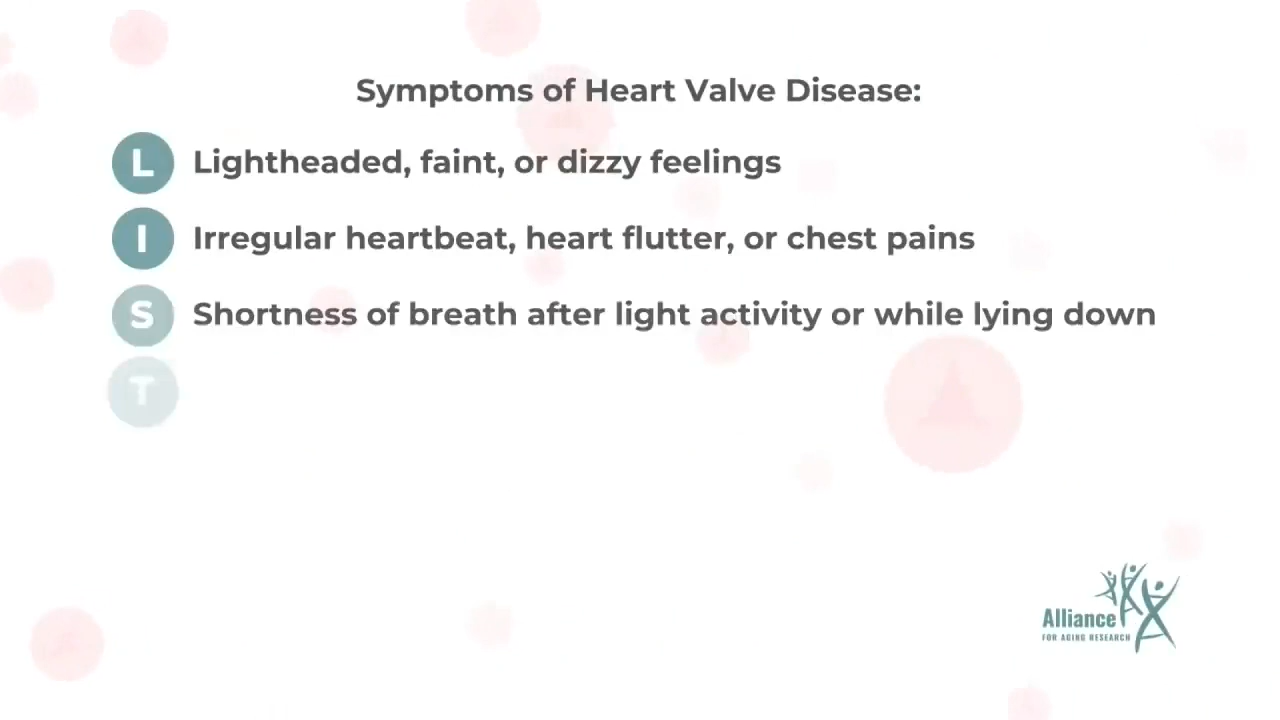 Symptoms of Heart Valve Disease:
L Lightheaded, faint, or dizzy feelings
I Irregular heartbeat, heart flutter, or chest pains
S Shortness of breath after light activity or while lying down
T
Alliance
FOR AGING RESEARCH